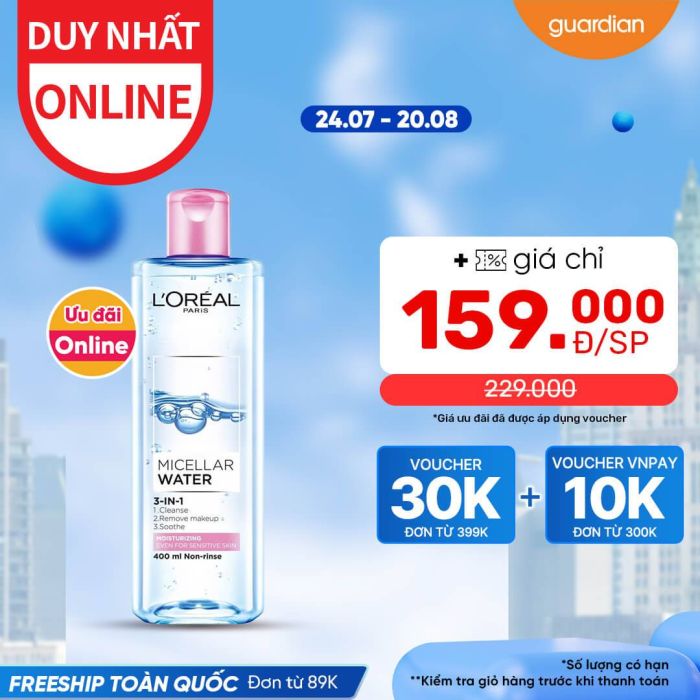 DUY NHẤT
ONLINE
guardian
24.07 - 20.08
Ưu đãi
Online
L'ORÉAL
PARIS
MICELLAR
WATER
3-IN-1
1.Cleanse
2.Remove makeup
3.Soothe
MOISTURIZING
EVEN FOR SENSITIVE SKIN
400 ml Non-rinse
+ % giá chỉ
159.000
Đ/SP
229.000
*Giá ưu đãi đã được áp dụng voucher
VOUCHER
30K
ĐƠN TỪ 399K
+
VOUCHER VNPAY
10K
ĐƠN TỪ 300K
FREESHIP TOÀN QUỐC Đơn từ 89K
*Số lượng có hạn
**Kiểm tra giỏ hàng trước khi thanh toán